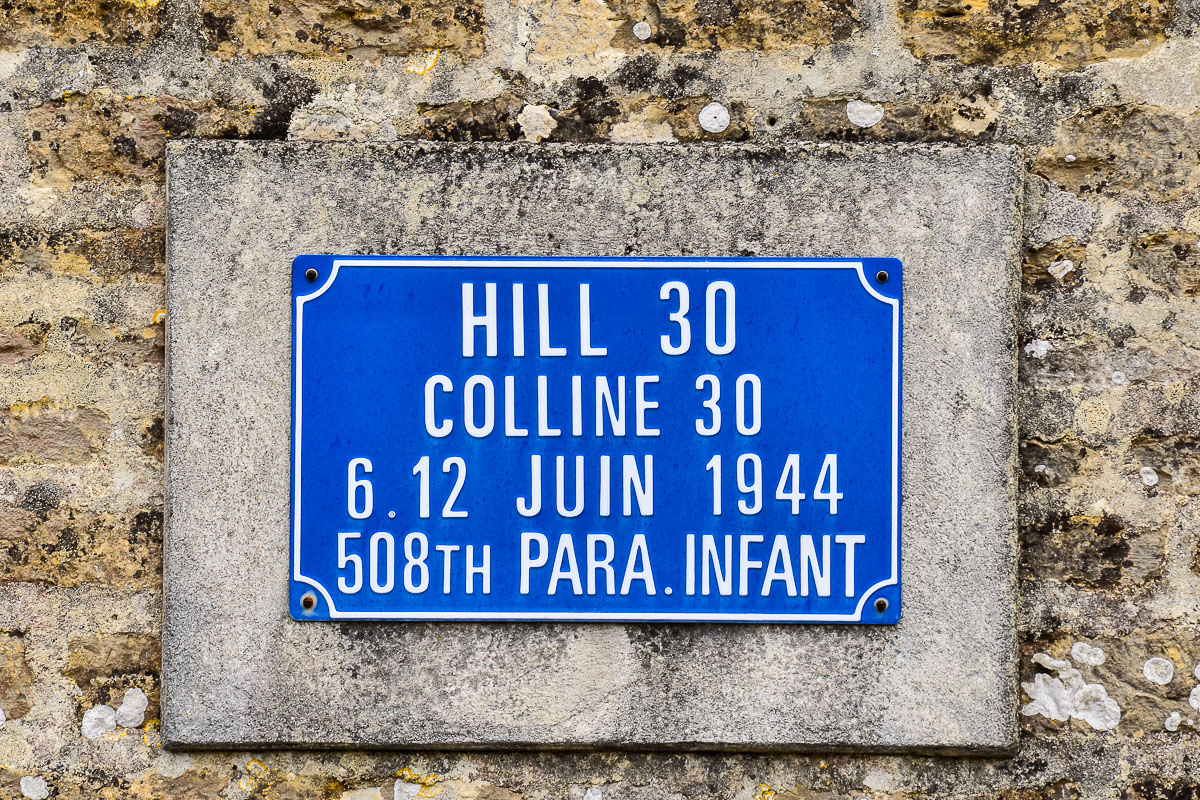 HILL 30
COLLINE 30
6.12 JUIN 1944
508TH PARA.INFANT